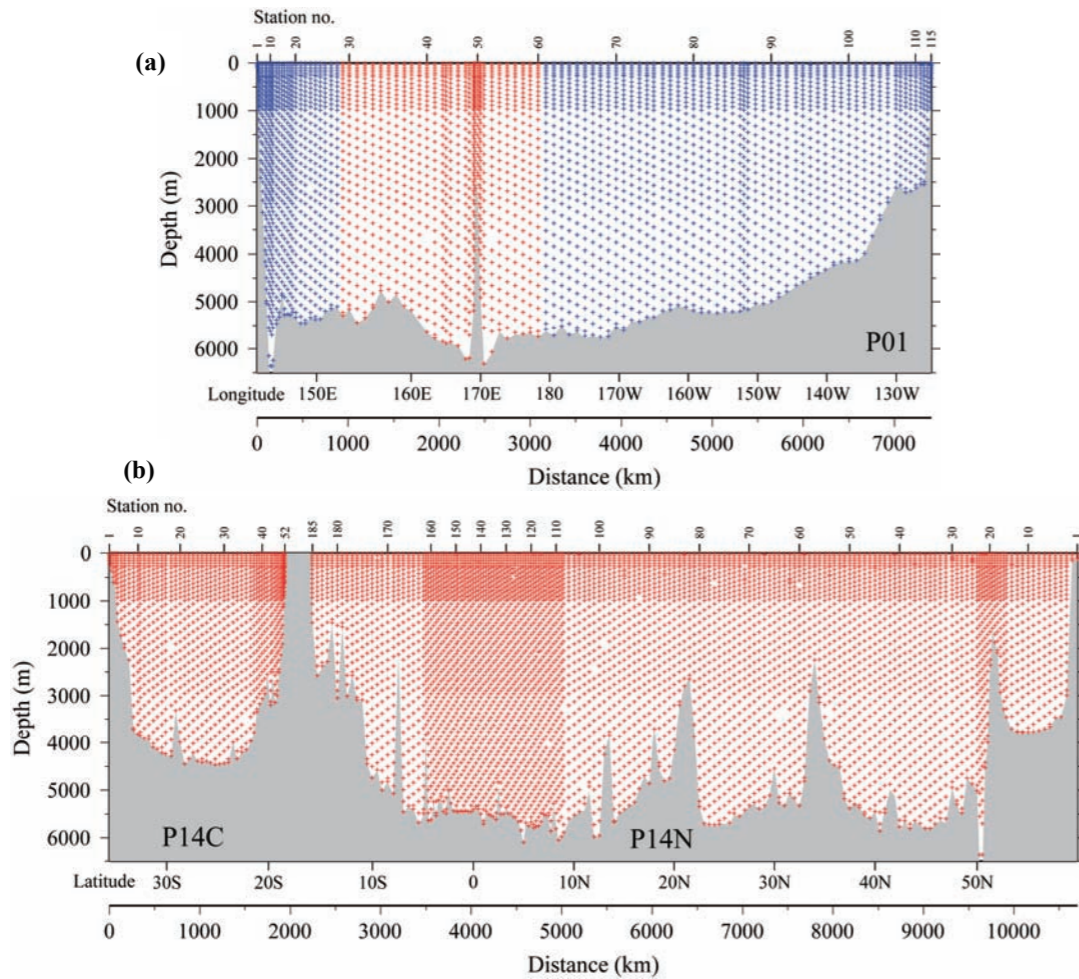 Station no.
(a)
1 10 20 30 40 50 60 70 80 90 100 110 115
0
1000
2000
3000
4000
5000
6000
Depth (m)
P01
Longitude 150E 160E 170E 180 170W 160W 150W 140W 130W
0 1000 2000 3000 4000 5000 6000 7000
Distance (km)
(b)
Station no.
1 10 20 30 40 52 185 180 170 160 150 140 130 120 110 100 90 80 70 60 50 40 30 20 10 1
0
1000
2000
3000
4000
5000
6000
Depth (m)
P14C P14N
Latitude 30S 20S 10S 0 10N 20N 30N 40N 50N
0 1000 2000 3000 4000 5000 6000 7000 8000 9000 10000
Distance (km)